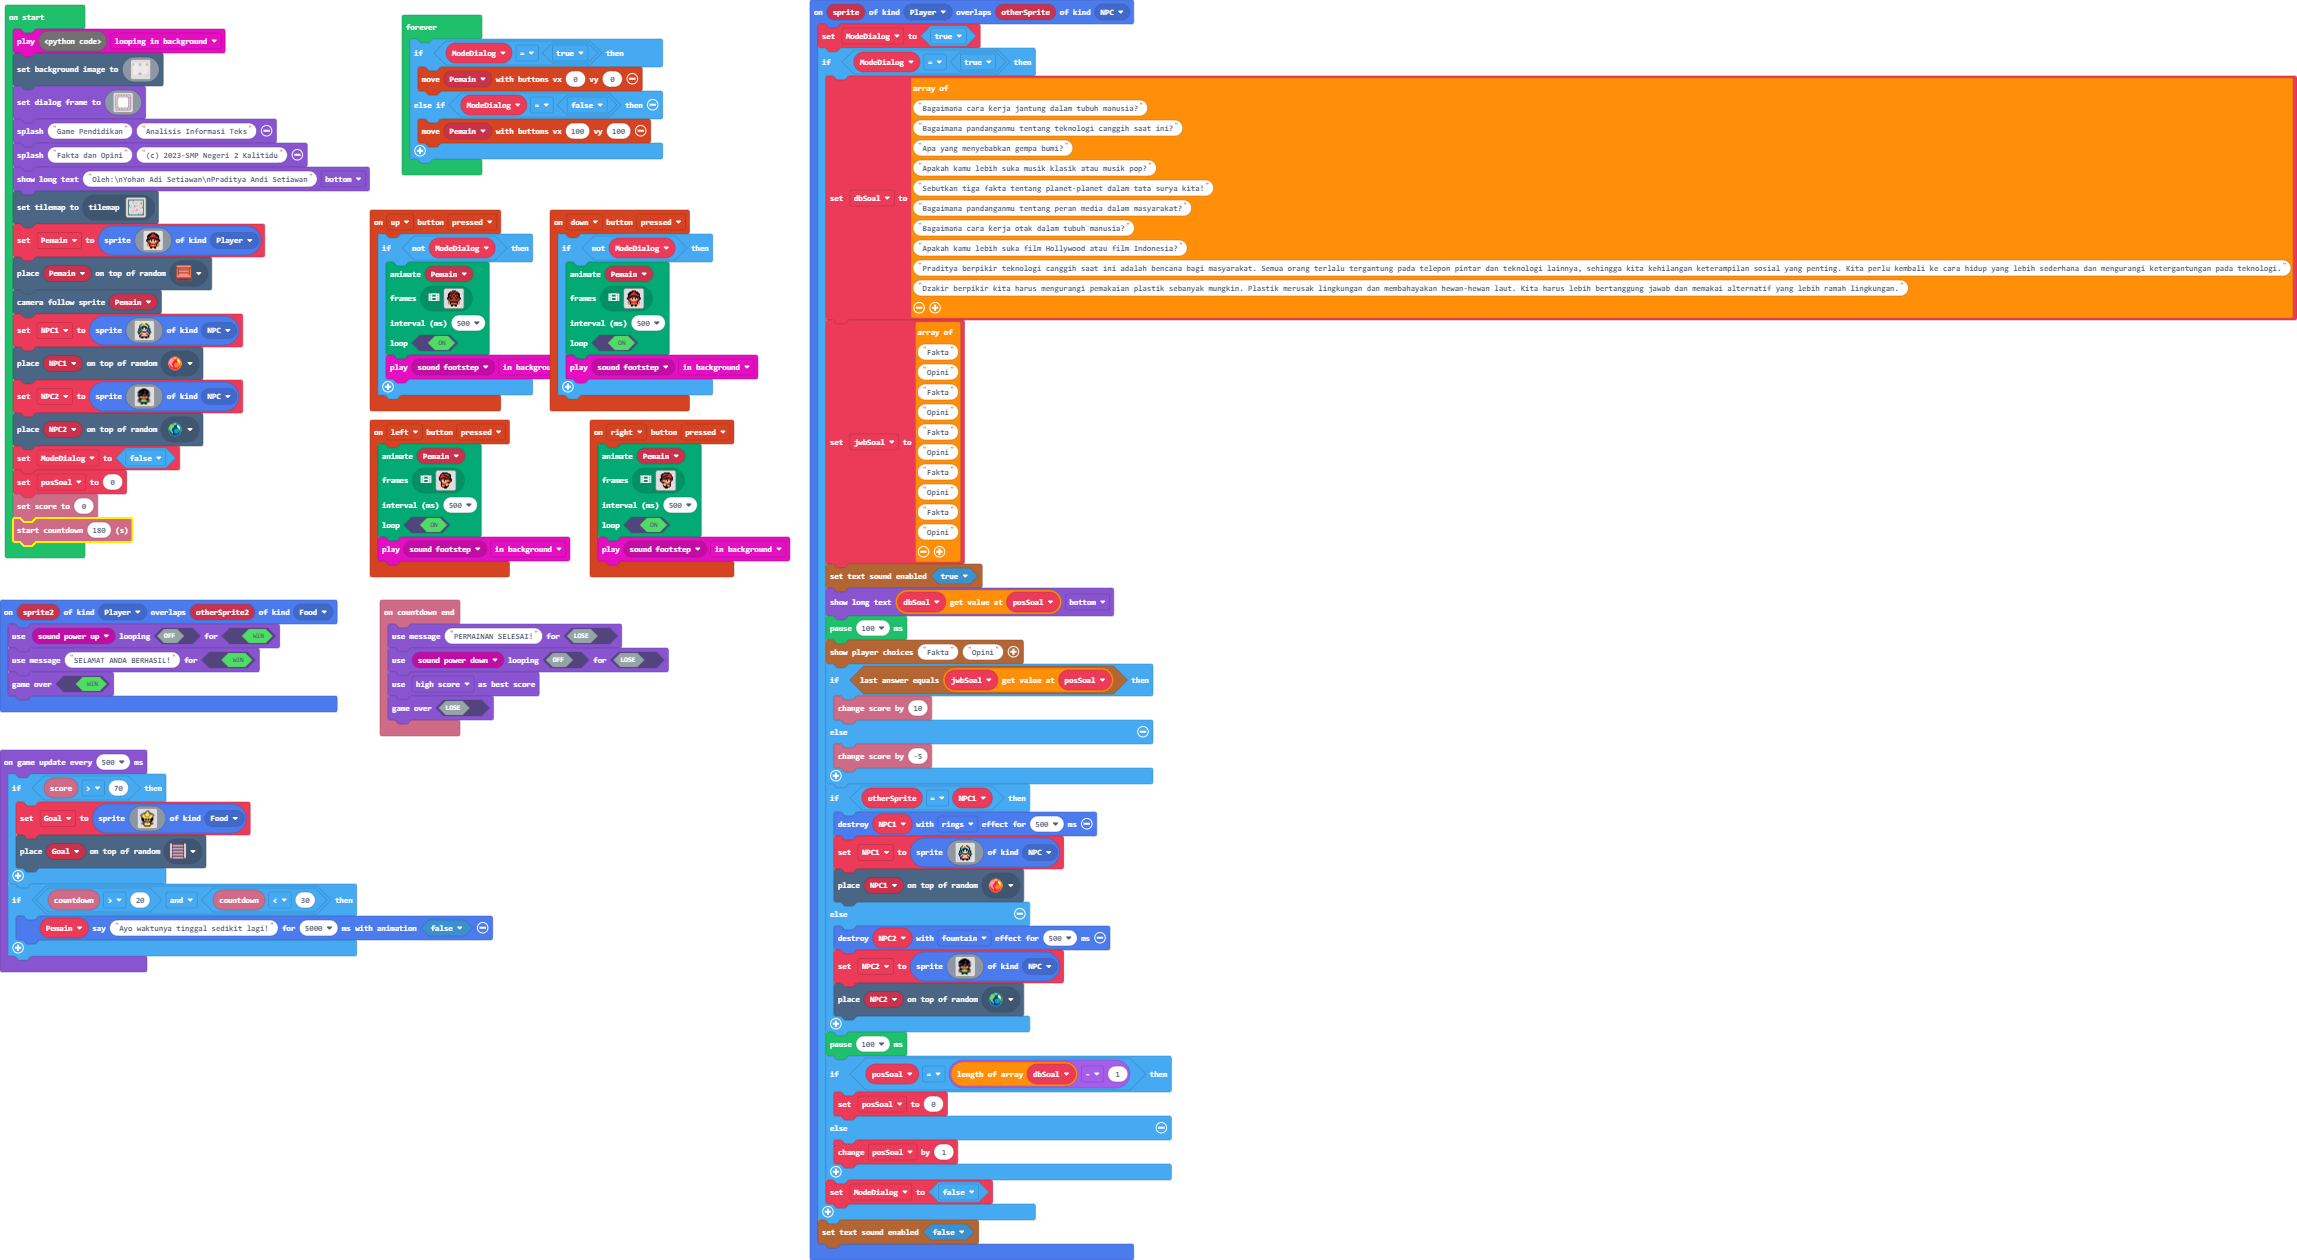 on start
play <python code> looping in background
set background image to
set dialog frame to
splash "Game Pendidikan" "Analisis Informasi Teks"
splash "Fakta dan Opini" "(c) 2023-SMP Negeri 2 Kalitidu"
show long text "Oleh:\nYohan Adi Setiawan\nPraditya Andi Setiawan" bottom
set tilemap to tilemap
set Pemain to sprite of kind Player
place Pemain on top of random
camera follow sprite Pemain
set NPC1 to sprite of kind NPC
place NPC1 on top of random
set NPC2 to sprite of kind NPC
place NPC2 on top of random
set ModeDialog to false
set posSoal to 0
set score to 0
start countdown 180 (s)
forever
if ModeDialog = true then
move Pemain with buttons vx 0 vy 0
else if ModeDialog = false then
move Pemain with buttons vx 100 vy 100
on up button pressed
if not ModeDialog then
animate Pemain
frames
interval (ms) 500
loop ON
play sound footstep in backgrou
on down button pressed
if not ModeDialog then
animate Pemain
frames
interval (ms) 500
loop ON
play sound footstep in background
on left button pressed
animate Pemain
frames
interval (ms) 500
loop ON
play sound footstep in background
on right button pressed
animate Pemain
frames
interval (ms) 500
loop ON
play sound footstep in background
on sprite2 of kind Player overlaps otherSprite2 of kind Food
use sound power up looping OFF for WIN
use message "SELAMAT ANDA BERHASIL!" for WIN
game over WIN
on countdown end
use message "PERMAINAN SELESAI!" for LOSE
use sound power down looping OFF for LOSE
use high score as best score
game over LOSE
on game update every 500 ms
if score > 70 then
set Goal to sprite of kind Food
place Goal on top of random
if countdown > 20 and countdown < 30 then
Pemain say "Ayo waktunya tinggal sedikit lagi!" for 5000 ms with animation false
on sprite of kind Player overlaps otherSprite of kind NPC
set ModeDialog to true
if ModeDialog = true then
set dbSoal to
array of
"Bagaimana cara kerja jantung dalam tubuh manusia?"
"Bagaimana pandanganmu tentang teknologi canggih saat ini?"
"Apa yang menyebabkan gempa bumi?"
"Apakah kamu lebih suka musik klasik atau musik pop?"
"Sebutkan tiga fakta tentang planet-planet dalam tata surya kita!"
"Bagaimana pandanganmu tentang peran media dalam masyarakat?"
"Bagaimana cara kerja otak dalam tubuh manusia?"
"Apakah kamu lebih suka film Hollywood atau film Indonesia?"
"Praditya berpikir teknologi canggih saat ini adalah bencana bagi masyarakat. Semua orang terlalu tergantung pada telepon pintar dan teknologi lainnya, sehingga kita kehilangan keterampilan sosial yang penting. Kita perlu kembali ke cara hidup yang lebih sederhana dan mengurangi ketergantungan pada teknologi."
"Dzakir berpikir kita harus mengurangi pemakaian plastik sebanyak mungkin. Plastik merusak lingkungan dan membahayakan hewan-hewan laut. Kita harus lebih bertanggung jawab dan memakai alternatif yang lebih ramah lingkungan."
set jwbSoal to
array of
"Fakta"
"Opini"
"Fakta"
"Opini"
"Fakta"
"Opini"
"Fakta"
"Opini"
"Fakta"
"Opini"
set text sound enabled true
show long text dbSoal get value at posSoal bottom
pause 100 ms
show player choices "Fakta" "Opini"
if last answer equals jwbSoal get value at posSoal then
change score by 10
else
change score by -5
if otherSprite = NPC1 then
destroy NPC1 with rings effect for 500 ms
set NPC1 to sprite of kind NPC
place NPC1 on top of random
else
destroy NPC2 with fountain effect for 500 ms
set NPC2 to sprite of kind NPC
place NPC2 on top of random
pause 100 ms
if posSoal = length of array dbSoal - 1 then
set posSoal to 0
else
change posSoal by 1
set ModeDialog to false
set text sound enabled false